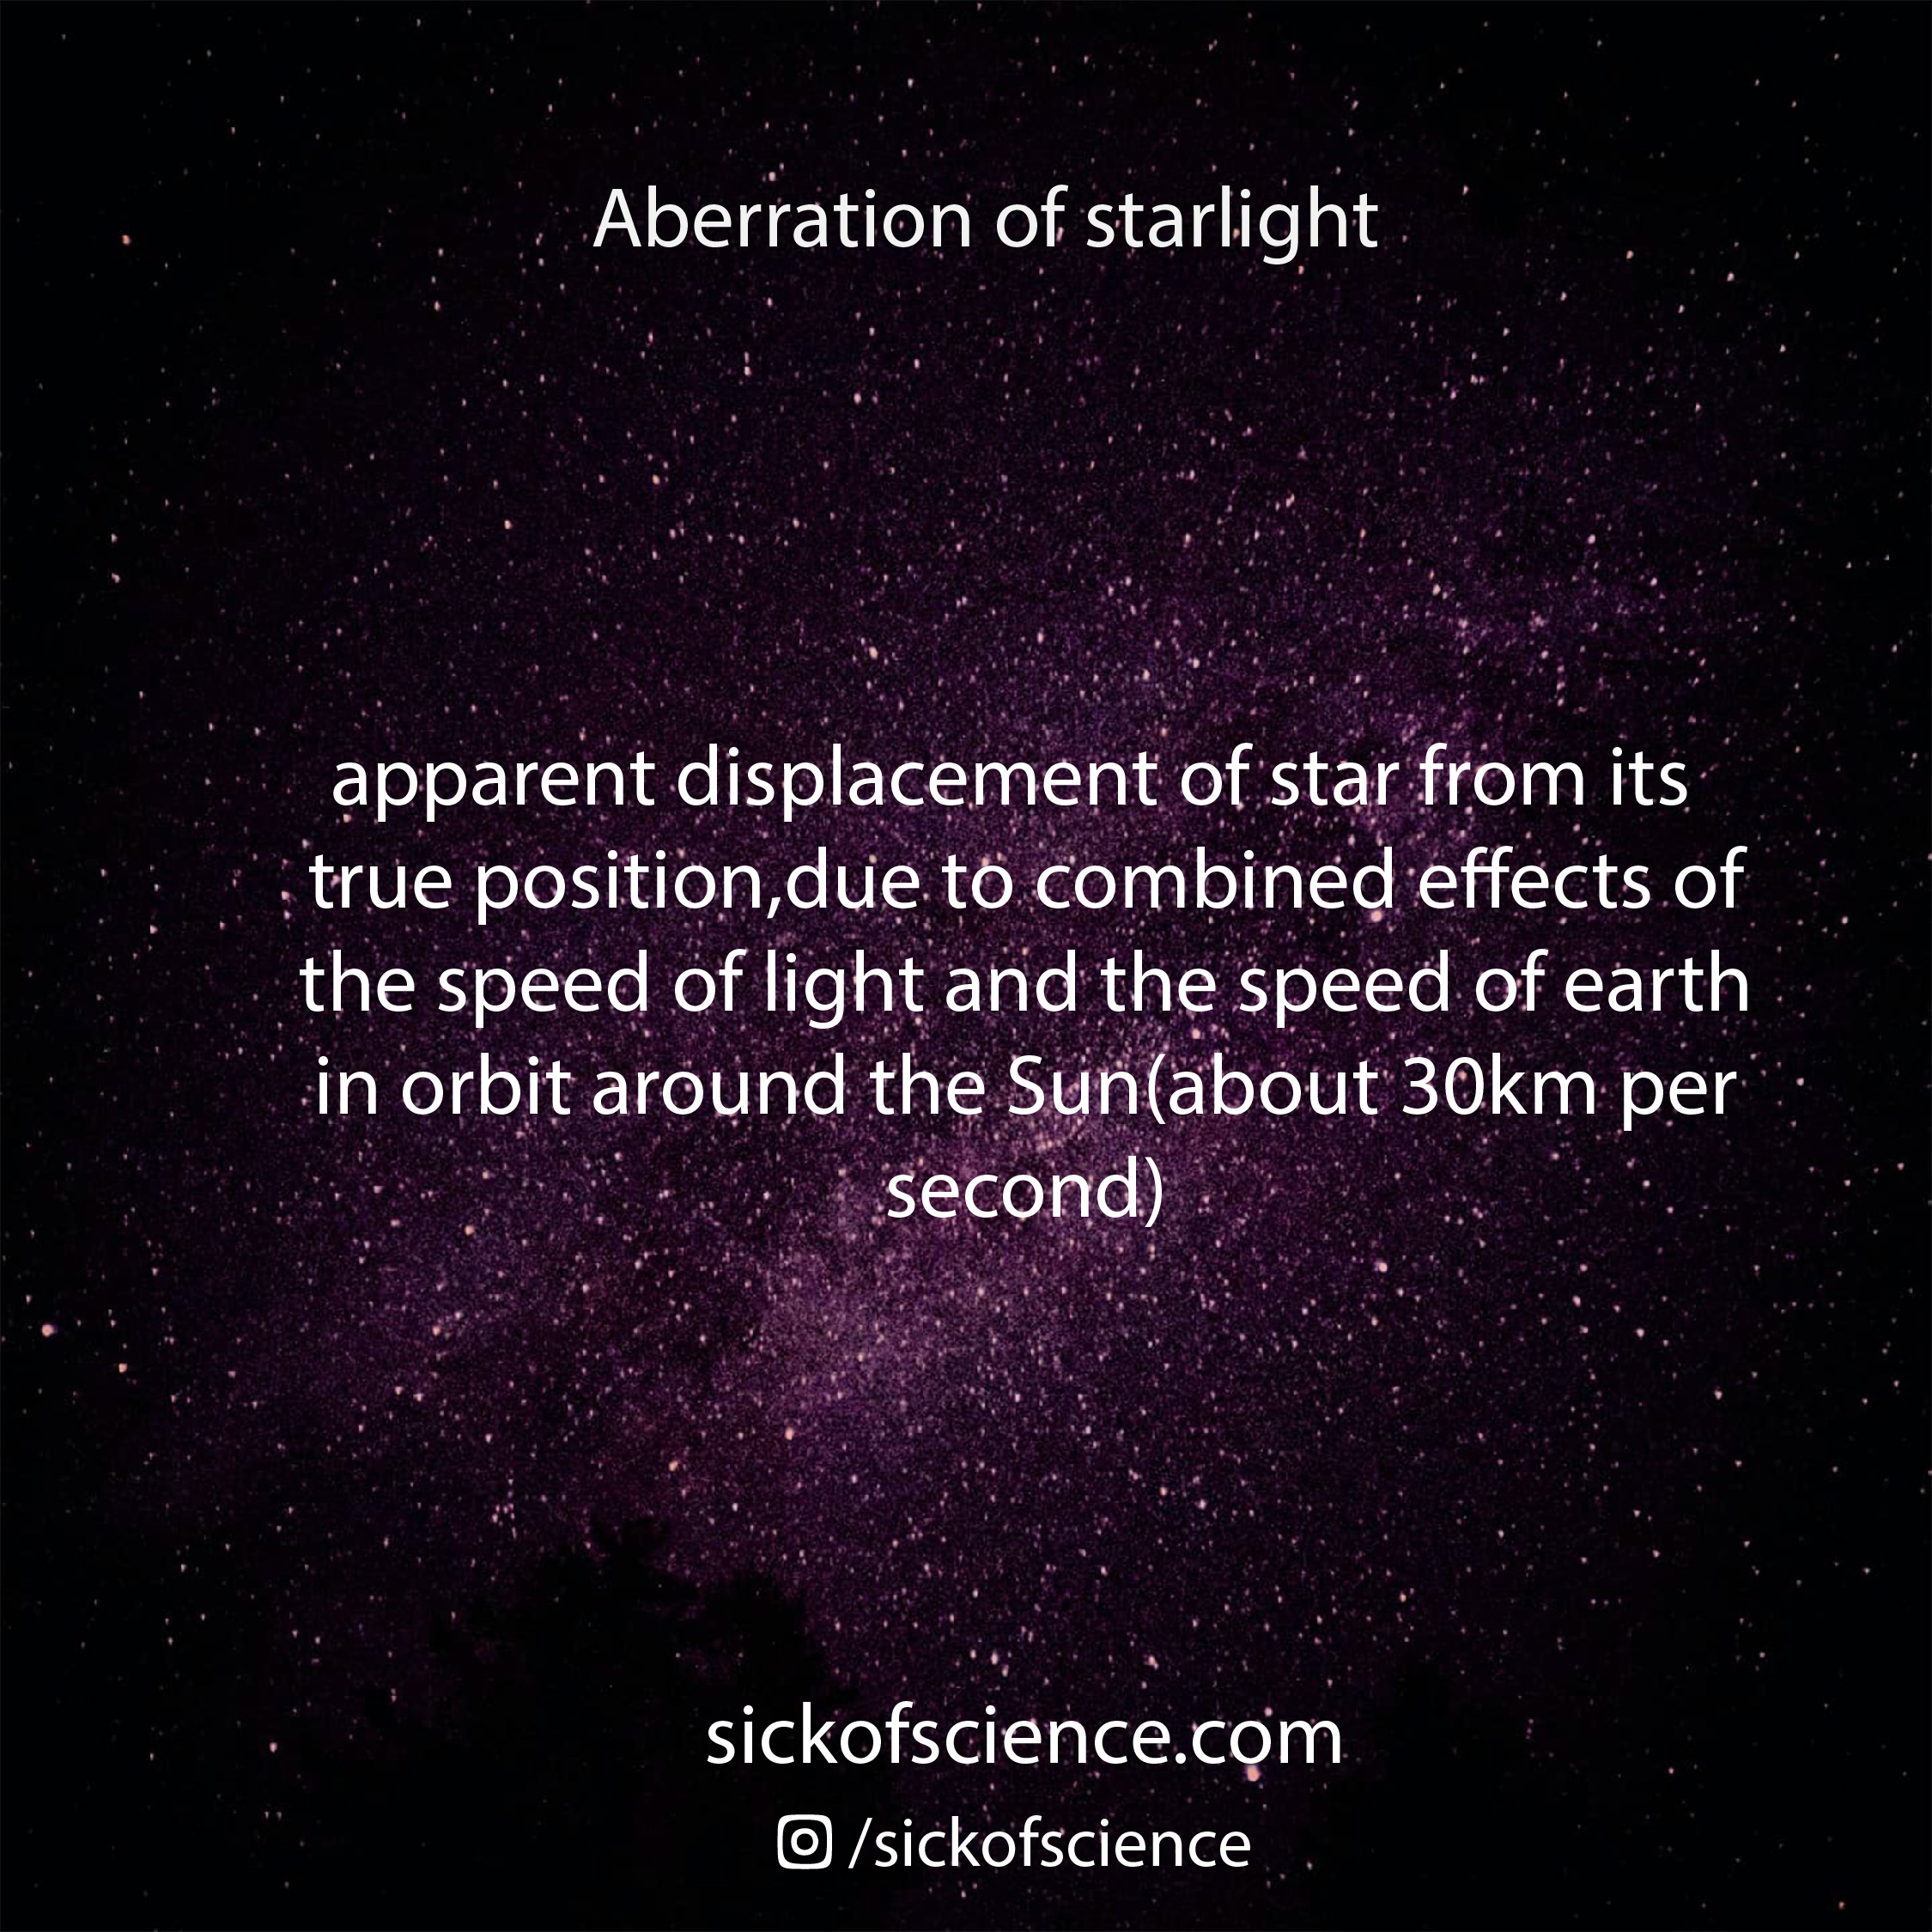 Aberration of starlight
apparent displacement of star from its
true position,due to combined effects of
the speed of light and the speed of earth
in orbit around the Sun(about 30km per
second)
sickofscience.com
/sickofscience